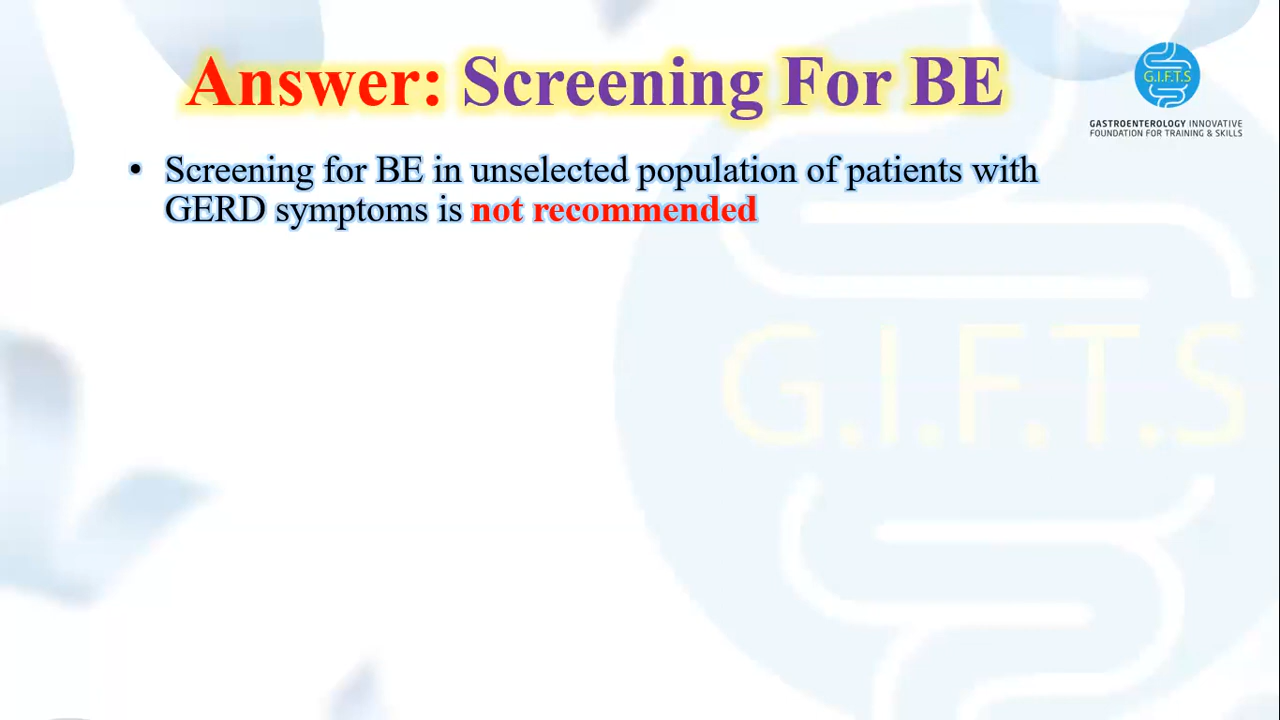 Answer: Screening For BE
G.I.F.T.S
GASTROENTEROLOGY INNOVATIVE
FOUNDATION FOR TRAINING & SKILLS
• Screening for BE in unselected population of patients with
GERD symptoms is not recommended
G.I.F.T.S